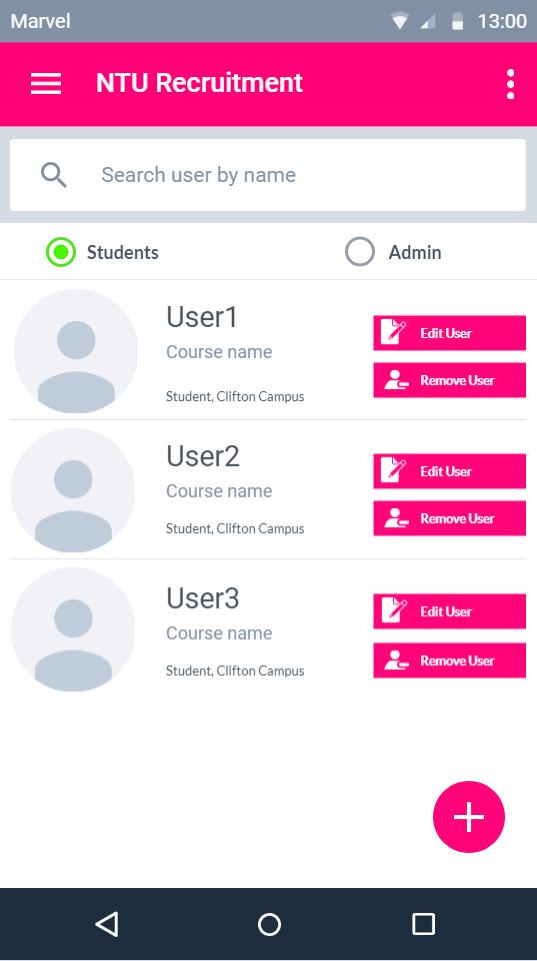 Marvel 13:00
NTU Recruitment
Search user by name
Students Admin
User1
Course name
Student, Clifton Campus
Edit User
Remove User
User2
Course name
Student, Clifton Campus
Edit User
Remove User
User3
Course name
Student, Clifton Campus
Edit User
Remove User